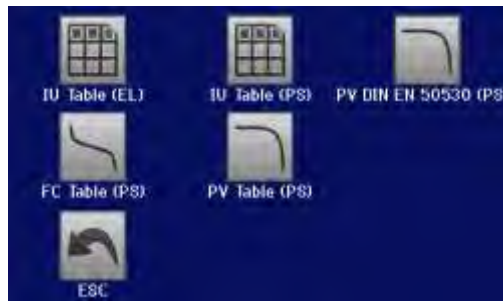 IU Table (EL)
IU Table (PS)
PV DIN EN 50530 (PS
FC Table (PS)
PV Table (PS)
ESC